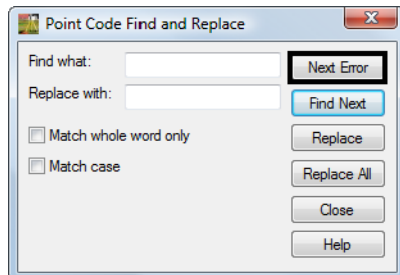 Point Code Find and Replace
Find what:
Next Error
Replace with:
Find Next
Match whole word only
Replace
Match case
Replace All
Close
Help